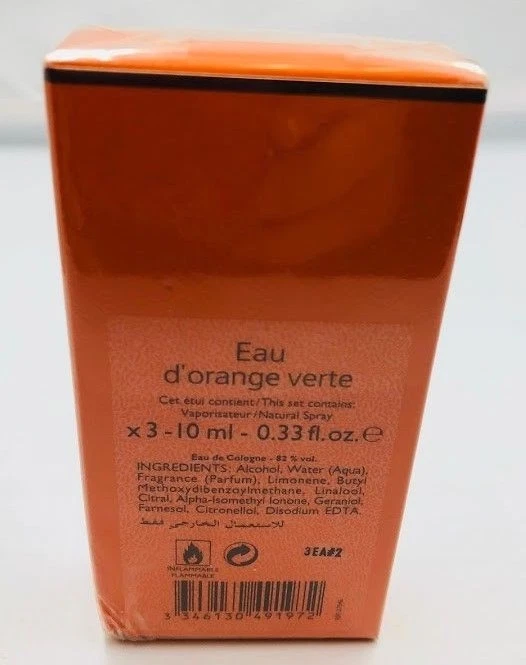 Eau
d'orange verte
Cet étui contient/This set contains:
Vaporisateur/Natural Spray
x 3 - 10 ml - 0.33 fl. oz. ℮
Eau de Cologne - 82 % vol.
INGREDIENTS: Alcohol, Water (Aqua),
Fragrance (Parfum), Limonene, Butyl
Methoxydibenzoylmethane, Linalool,
Citral, Alpha-Isomethyl Ionone, Geraniol,
Farnesol, Citronellol, Disodium EDTA.
للاستعمال الخارجى فقط
3EA#2
INFLAMMABLE
FLAMMABLE
3 346130 491972